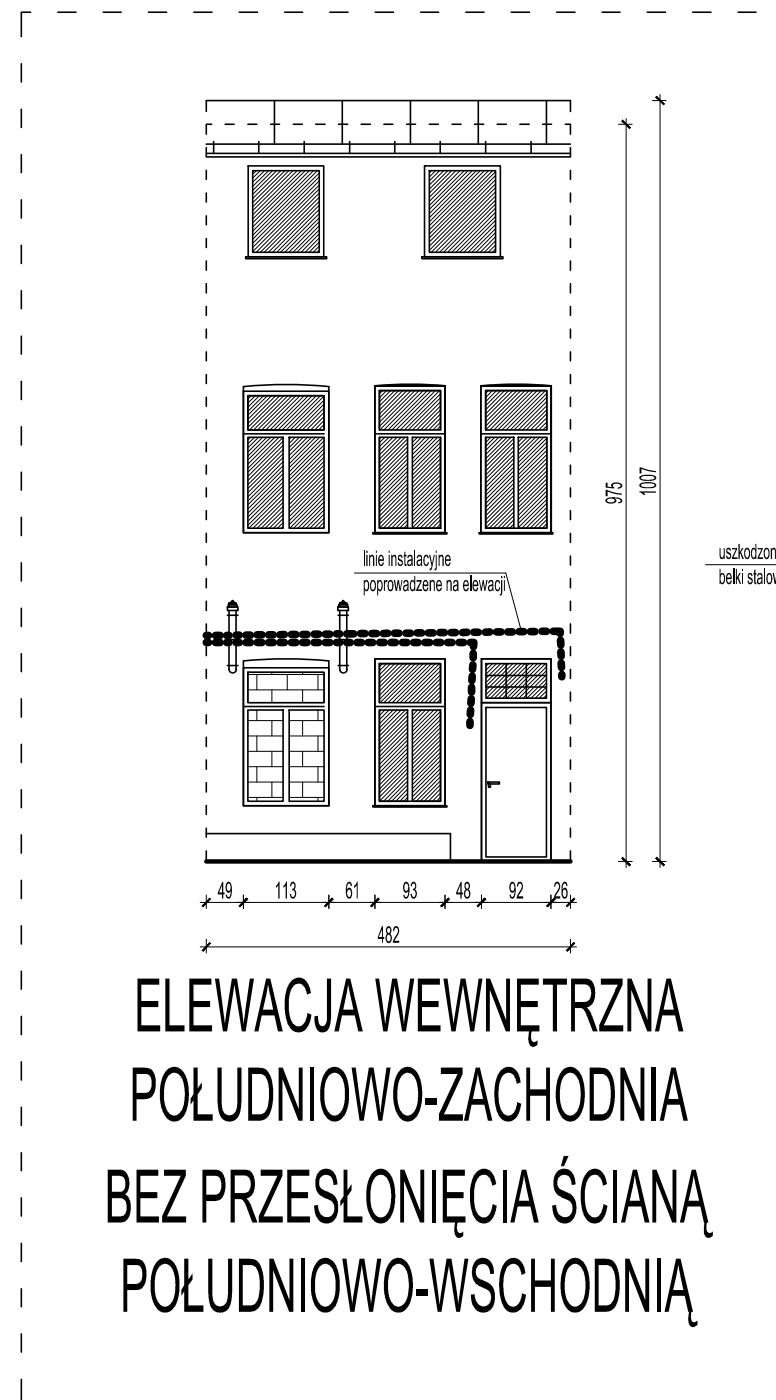 975
1007
linie instalacyjne
poprowadzene na elewacji
belki
49 113 61 93 48 92 26
482
ELEWACJA WEWNĘTRZNA
POŁUDNIOWO-ZACHODNIA
BEZ PRZESŁONIĘCIA ŚCIANĄ
POŁUDNIOWO-WSCHODNIĄ